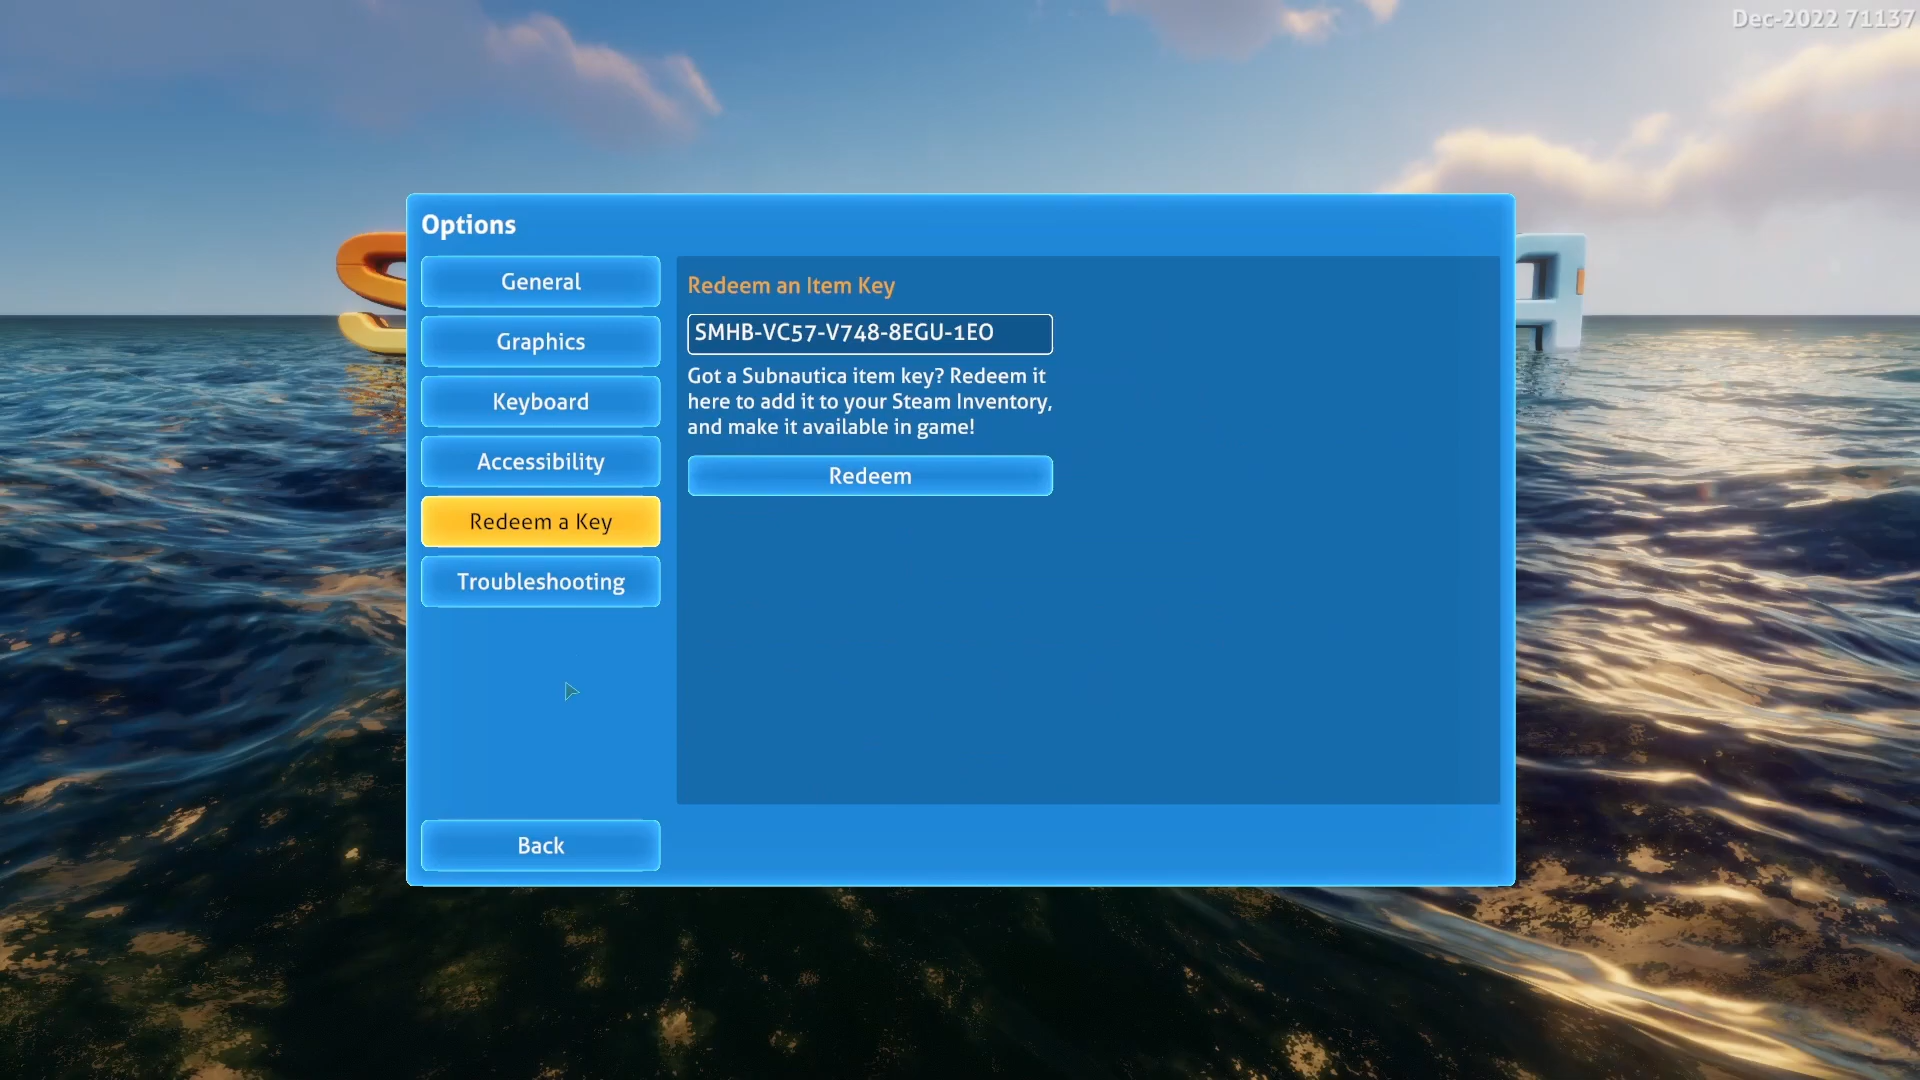 Dec-2022 71137
Options
General
Graphics
Keyboard
Accessibility
Redeem a Key
Troubleshooting
Back
Redeem an Item Key
SMHB-VC57-V748-8EGU-1EO
Got a Subnautica item key? Redeem it
here to add it to your Steam Inventory,
and make it available in game!
Redeem